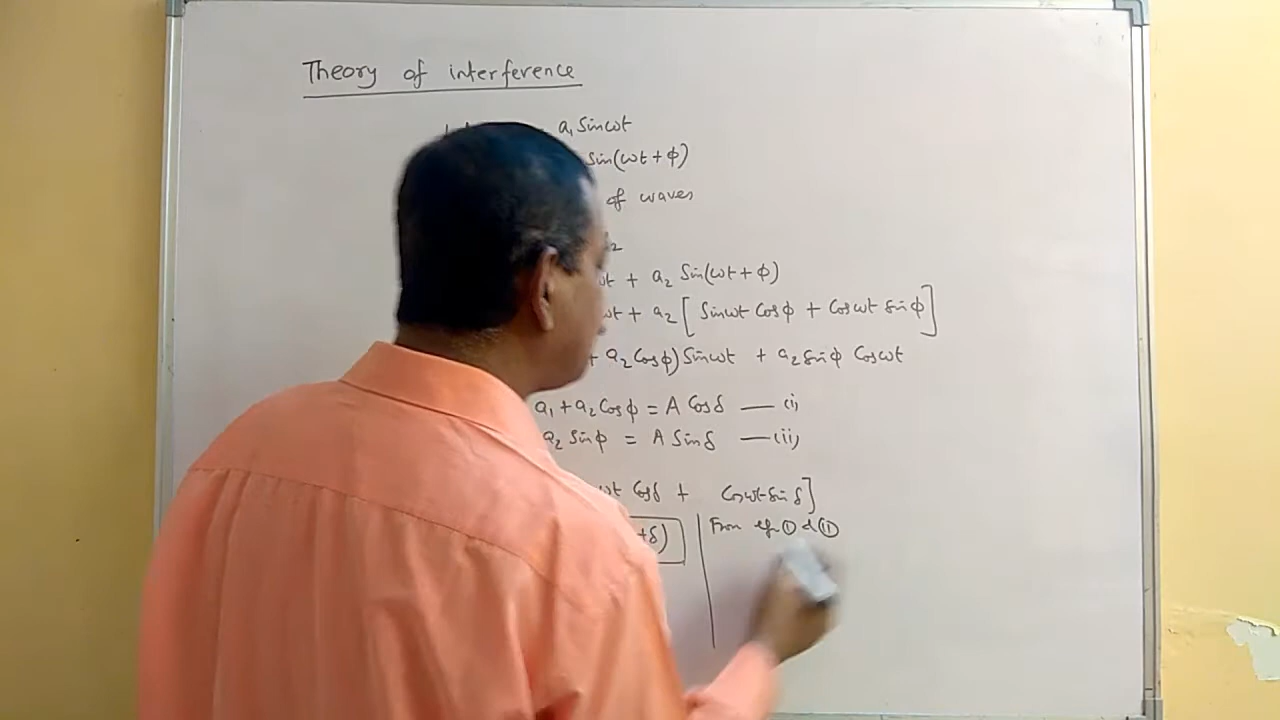 Theory of interference
a₁ Sinωt
Sin(ωt + ϕ)
of waves
2
ωt + a₂ Sin(ωt + ϕ)
ωt + a₂ [ Sinωt Cosϕ + Cosωt Sinϕ ]
+ a₂ Cosϕ) Sinωt + a₂ Sinϕ Cosωt
a₁ + a₂ Cosϕ = A Cosδ — (i)
a₂ Sinϕ = A Sinδ — (ii)
ωt Cosδ + Cosωt Sinδ ]
+δ)
From eqn ① & ⑪